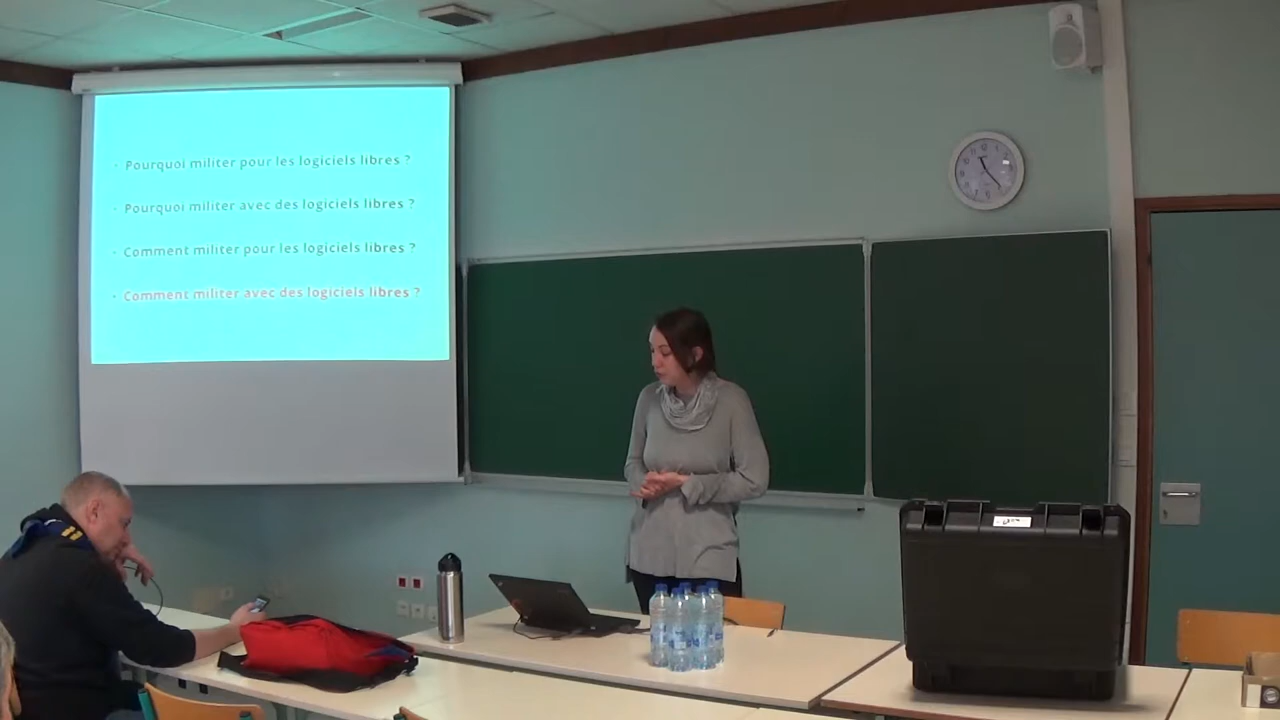 · Pourquoi militer pour les logiciels libres ?
· Pourquoi militer avec des logiciels libres ?
· Comment militer pour les logiciels libres ?
· Comment militer avec des logiciels libres ?